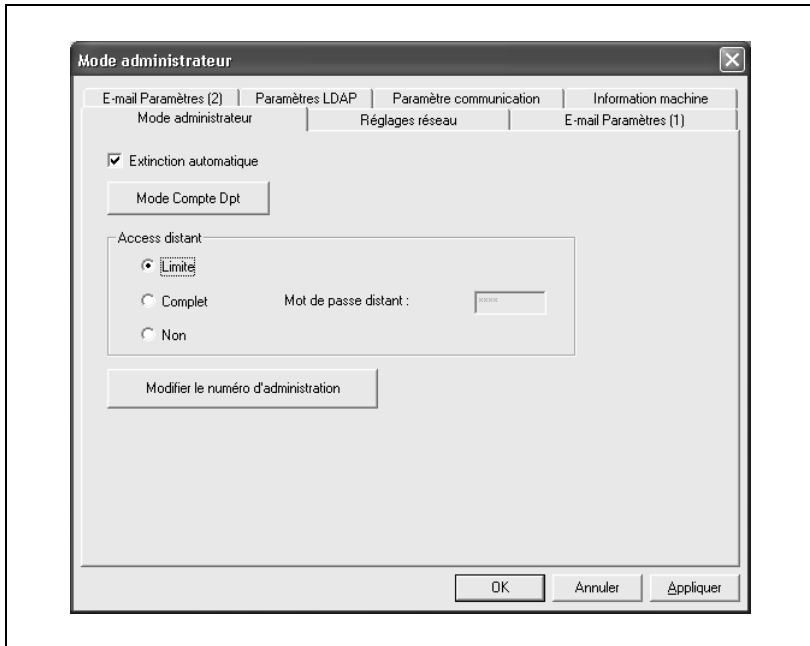 Mode administrateur
E-mail Paramètres (2) Paramètres LDAP Paramètre communication Information machine
Mode administrateur Réglages réseau E-mail Paramètres (1)
Extinction automatique
Mode Compte Dpt
Access distant
Limite
Complet Mot de passe distant : ××××
Non
Modifier le numéro d'administration
OK Annuler Appliquer